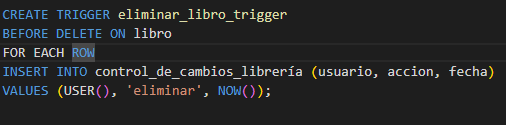 CREATE TRIGGER eliminar_libro_trigger
BEFORE DELETE ON libro
FOR EACH ROW
INSERT INTO control_de_cambios_librería (usuario, accion, fecha)
VALUES (USER(), 'eliminar', NOW());